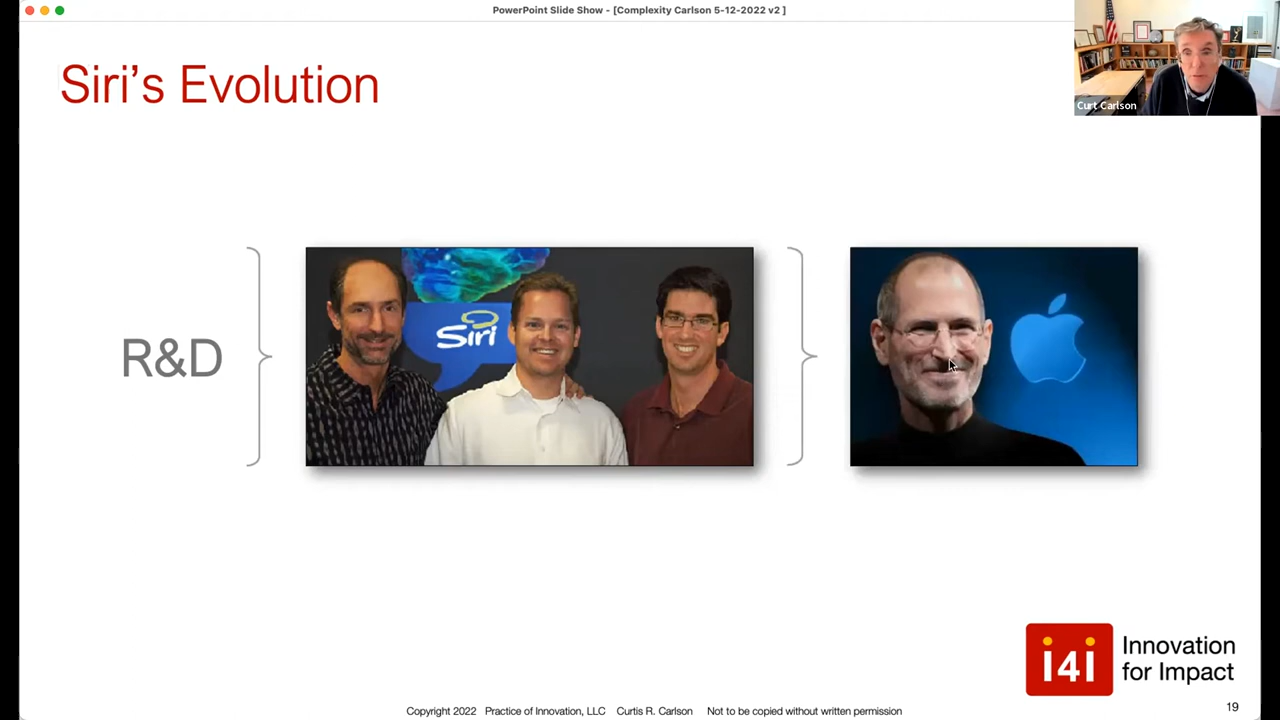 PowerPoint Slide Show - [Complexity Carlson 5-12-2022 v2 ]
Curt Carlson
Siri’s Evolution
R&D
Siri
i4i
Innovation
for Impact
Copyright 2022 Practice of Innovation, LLC Curtis R. Carlson Not to be copied without written permission
19